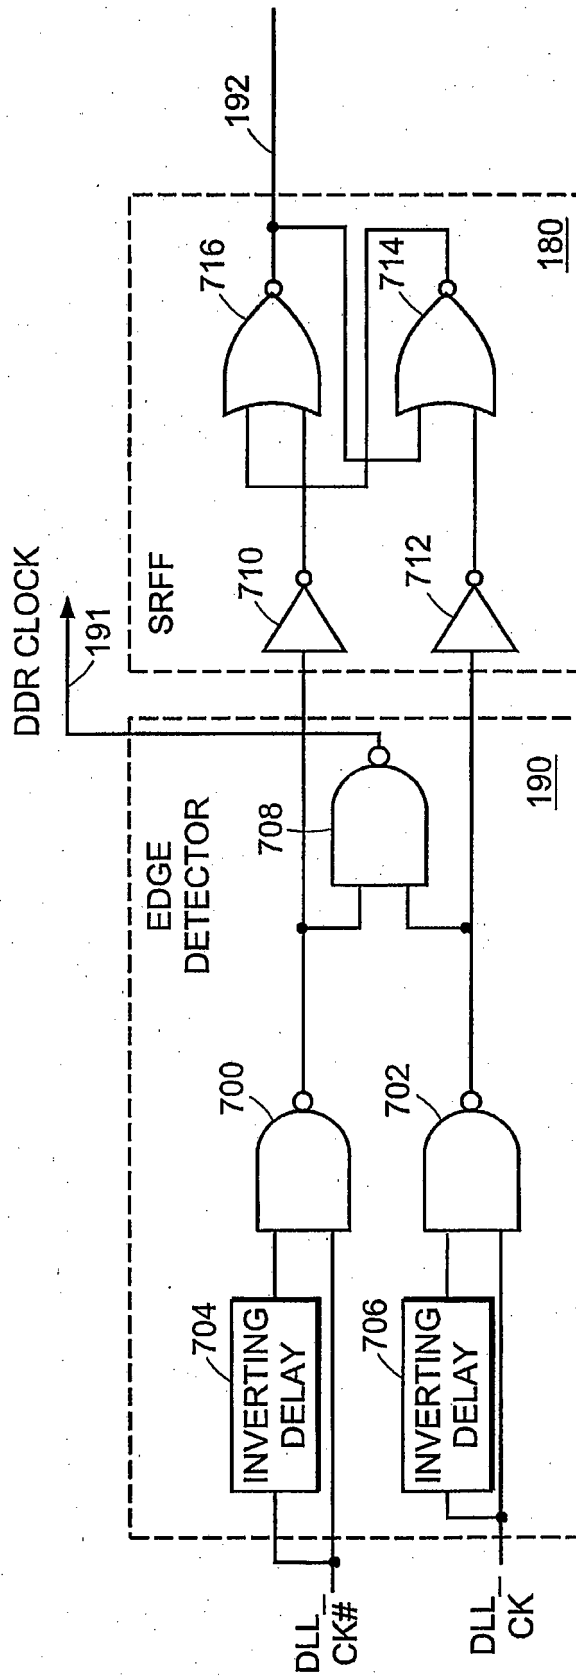 DDR CLOCK
191
EDGE
DETECTOR
SRFF
192
704
INVERTING
DELAY
700
708
710
716
DLL_
CK#
706
INVERTING
DELAY
702
712
714
DLL_
CK
190
180